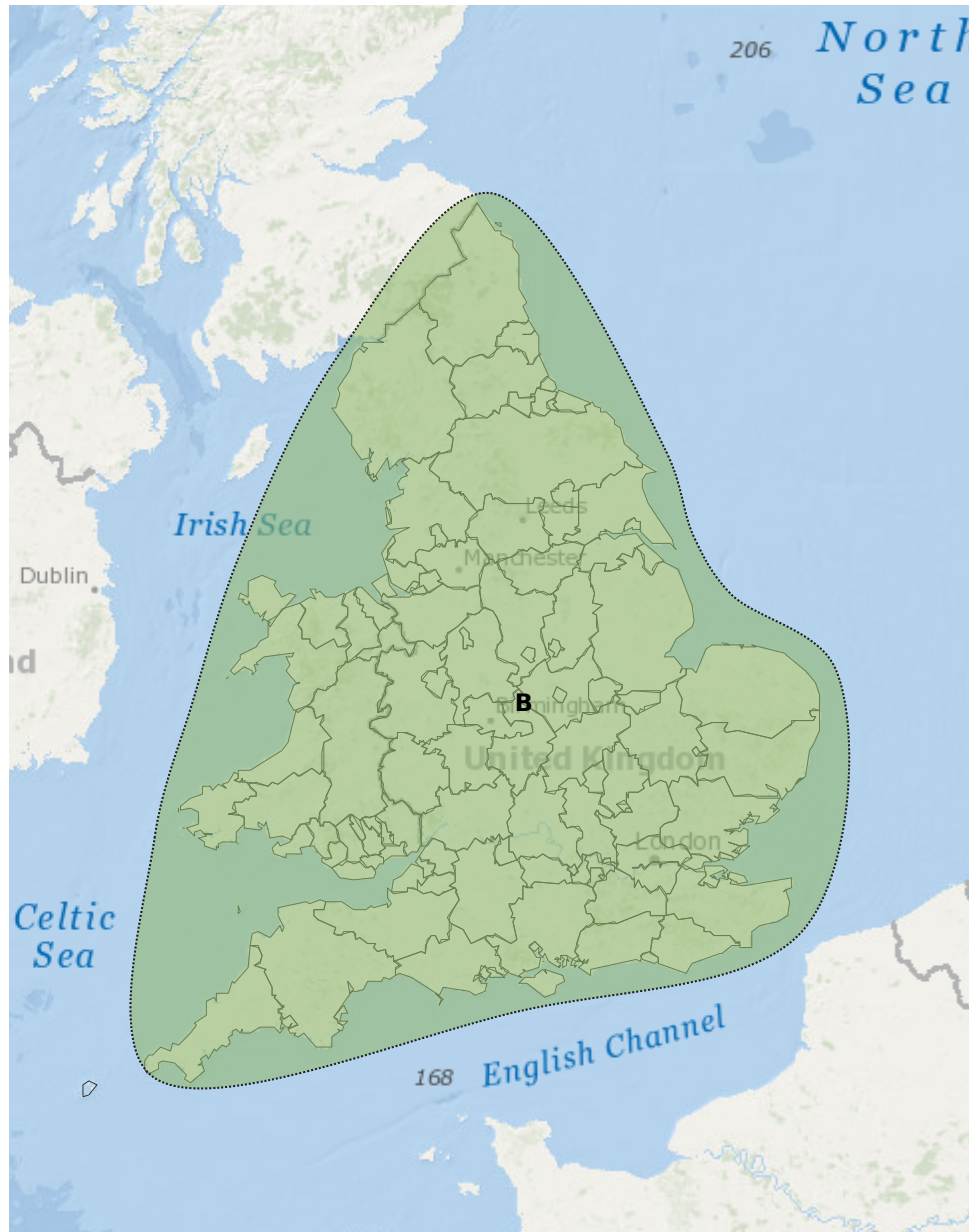 206
North
Sea
Leeds
Irish Sea
Manchester
Dublin
nd
B
Birmingham
United Kingdom
London
Celtic
Sea
English Channel
168